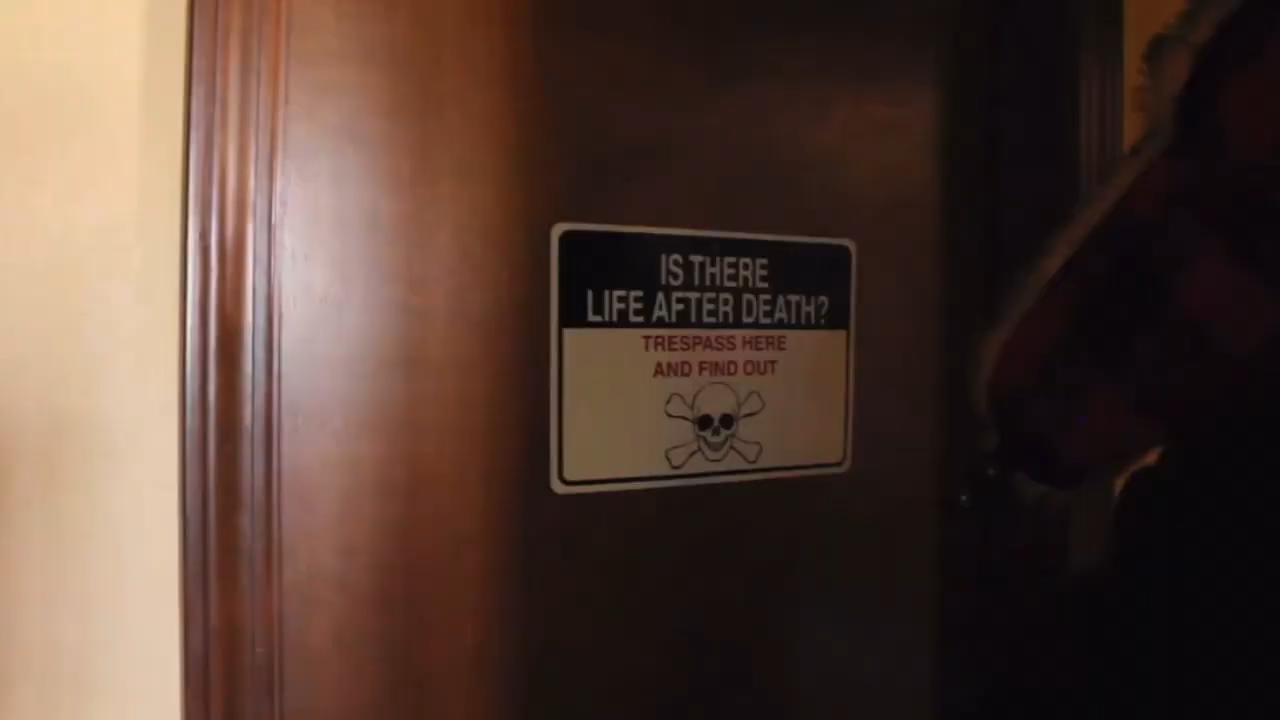 IS THERE
LIFE AFTER DEATH?
TRESPASS HERE
AND FIND OUT